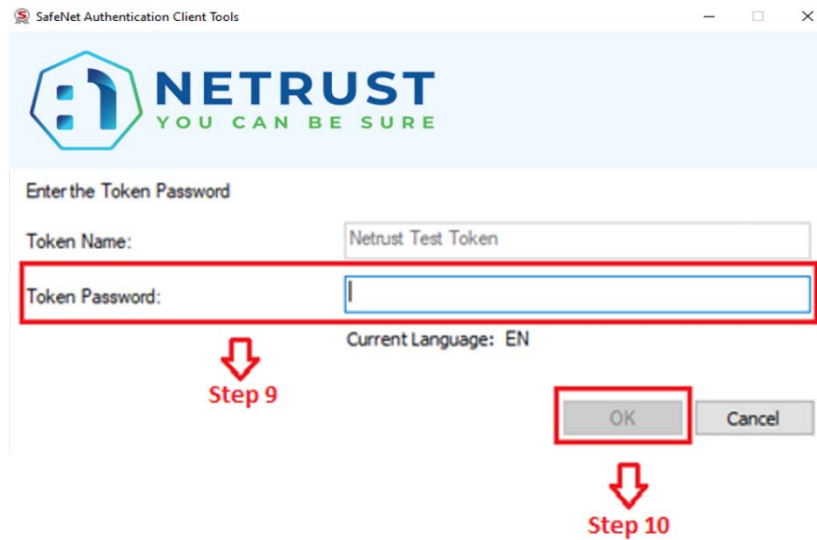 SafeNet Authentication Client Tools
NETRUST
YOU CAN BE SURE
Enter the Token Password
Token Name: Netrust Test Token
Token Password:
Current Language: EN
Step 9
OK Cancel
Step 10